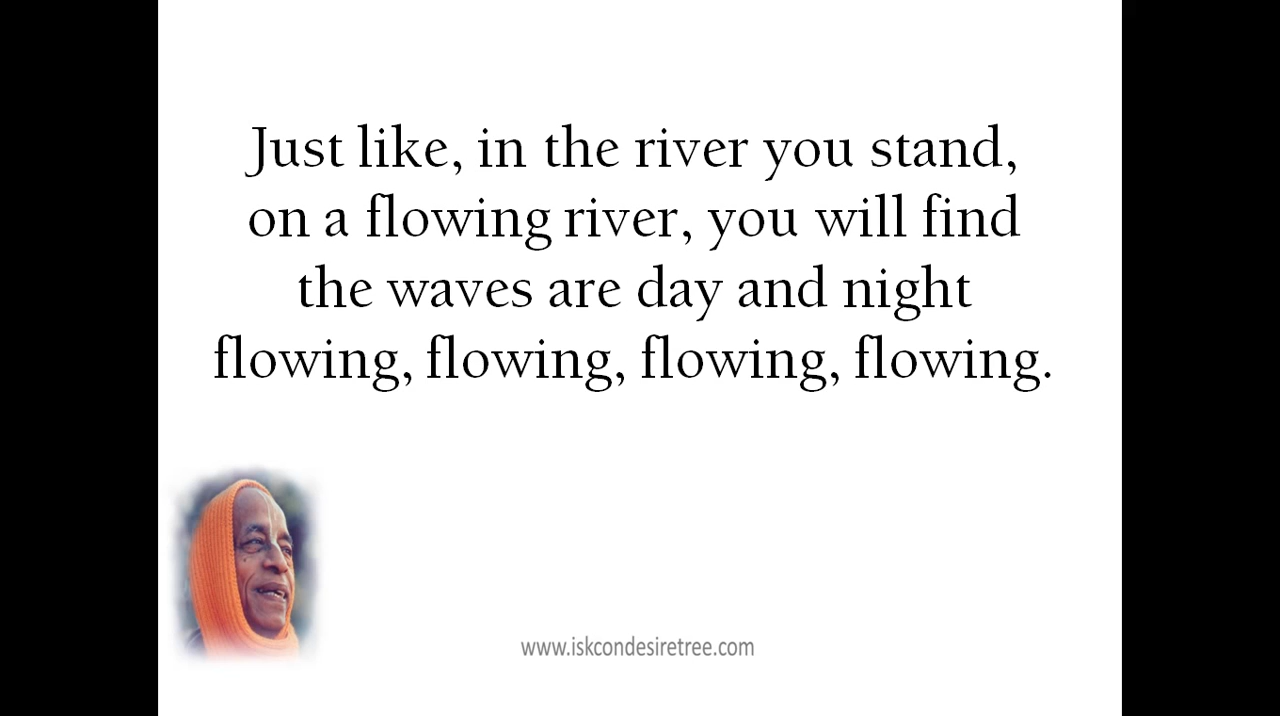 Just like, in the river you stand,
on a flowing river, you will find
the waves are day and night
flowing, flowing, flowing, flowing.
www.iskcondesiretree.com